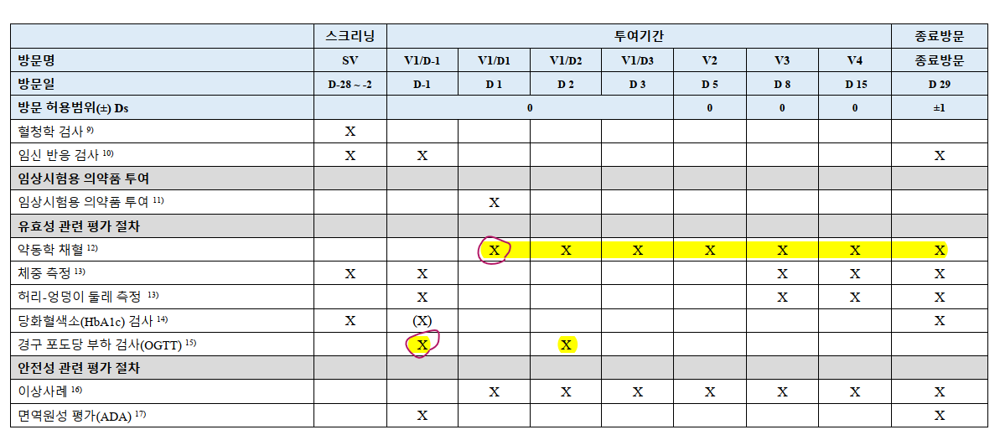 스크리닝 투여기간 종료방문
방문명 SV V1/D-1 V1/D1 V1/D2 V1/D3 V2 V3 V4 종료방문
방문일 D-28 ~ -2 D-1 D 1 D 2 D 3 D 5 D 8 D 15 D 29
방문 허용범위(±) Ds 0 0 0 0 ±1
혈청학 검사 9) X
임신 반응 검사 10) X X X
임상시험용 의약품 투여
임상시험용 의약품 투여 11) X
유효성 관련 평가 절차
약동학 채혈 12) X X X X X X X
체중 측정 13) X X X X X
허리-엉덩이 둘레 측정 13) X X X X
당화혈색소(HbA1c) 검사 14) X (X) X
경구 포도당 부하 검사(OGTT) 15) X X
안전성 관련 평가 절차
이상사례 16) X X X X X X X
면역원성 평가(ADA) 17) X X